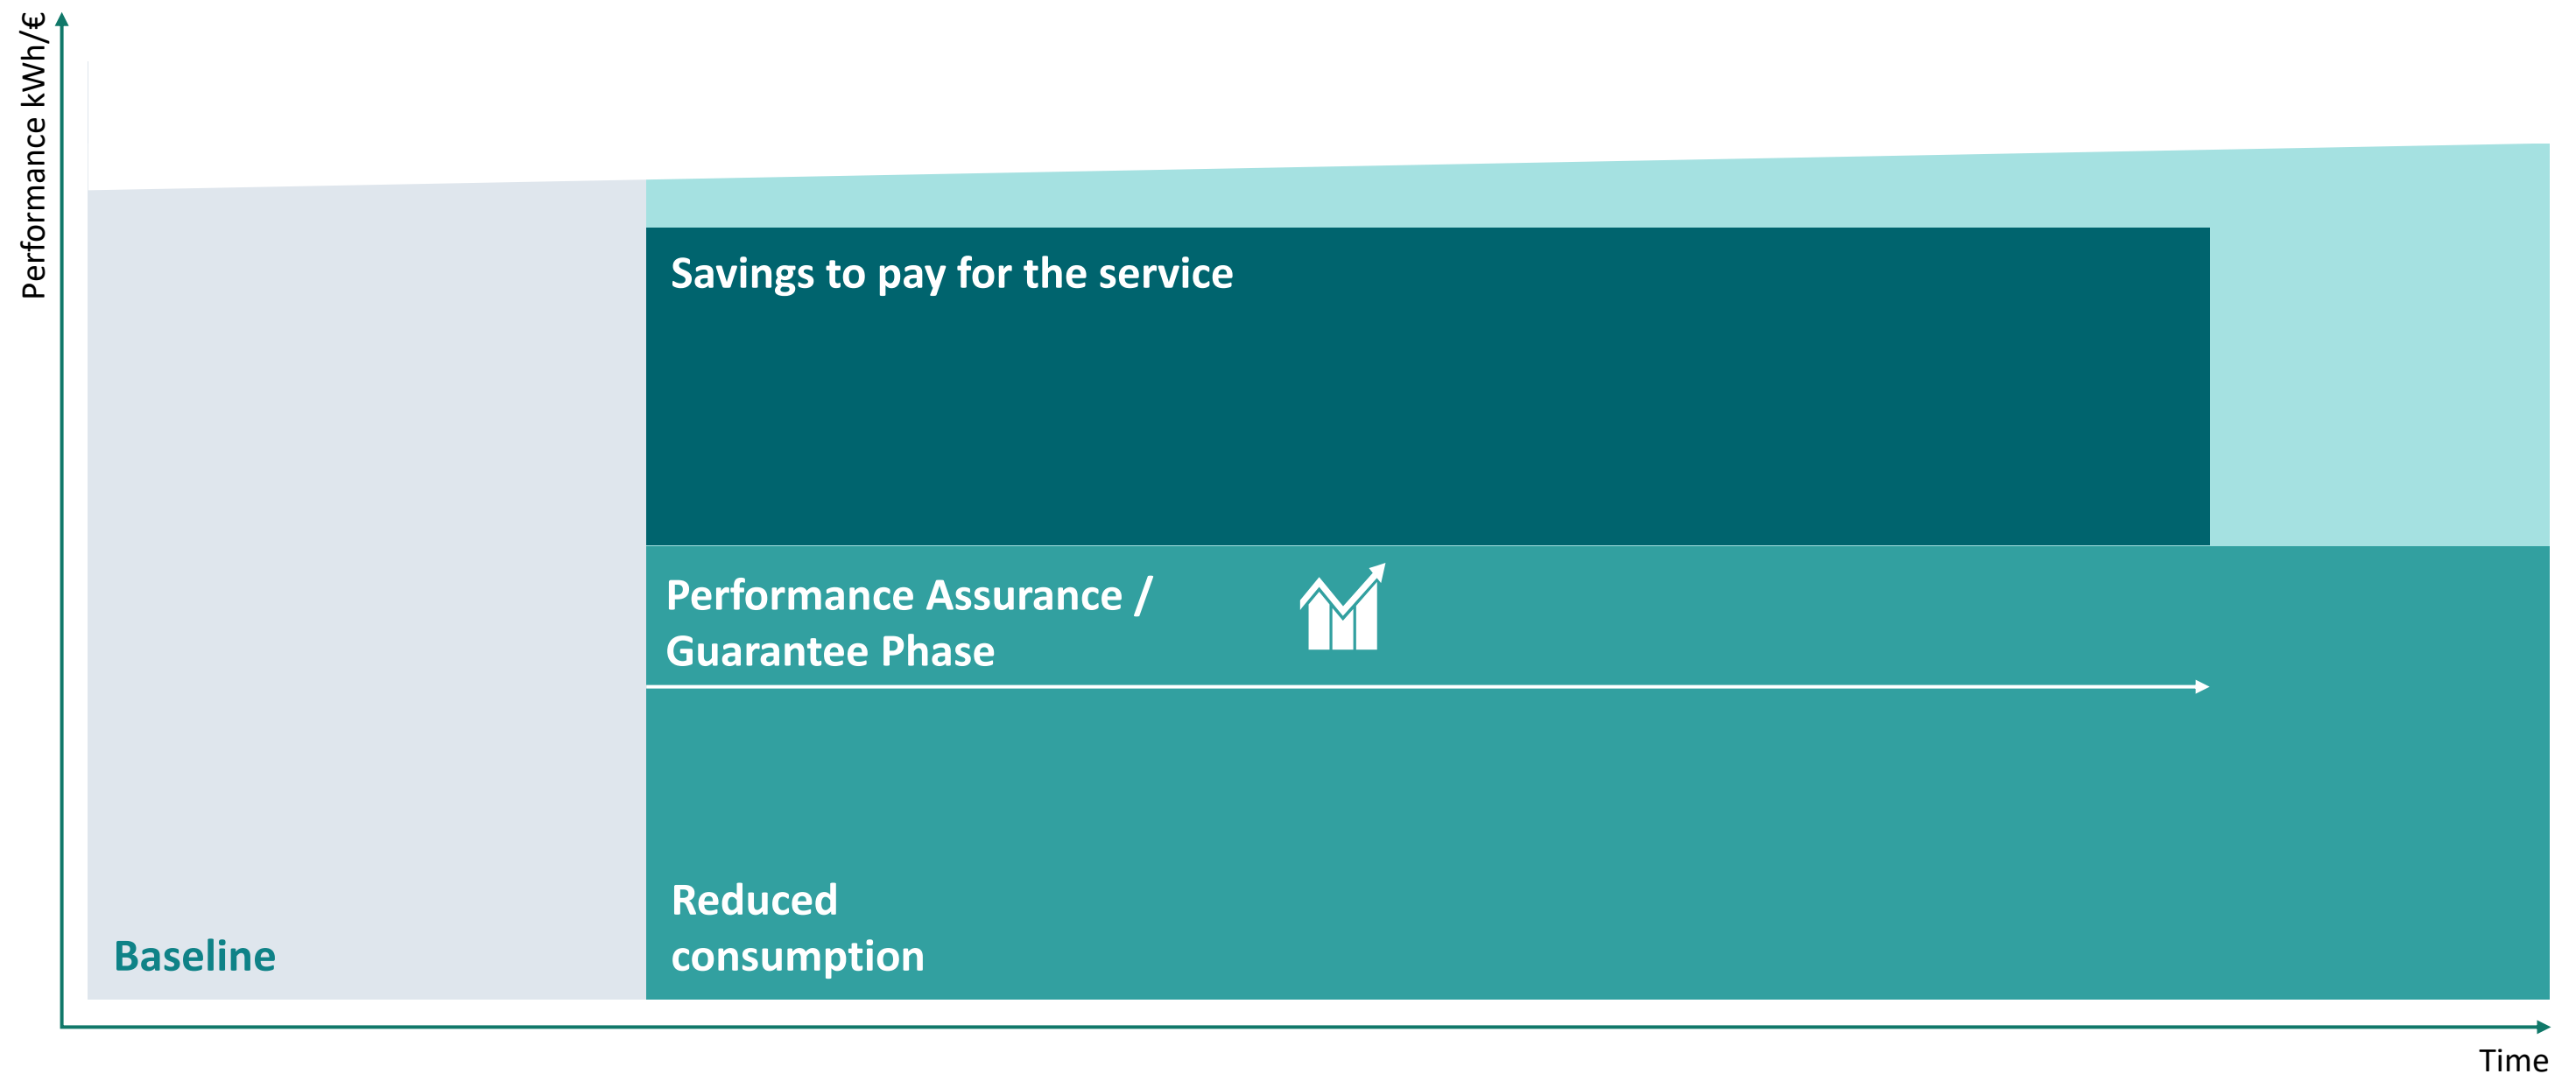 Performance kWh/€
Savings to pay for the service
Performance Assurance /
Guarantee Phase
Reduced
consumption
Baseline
Time